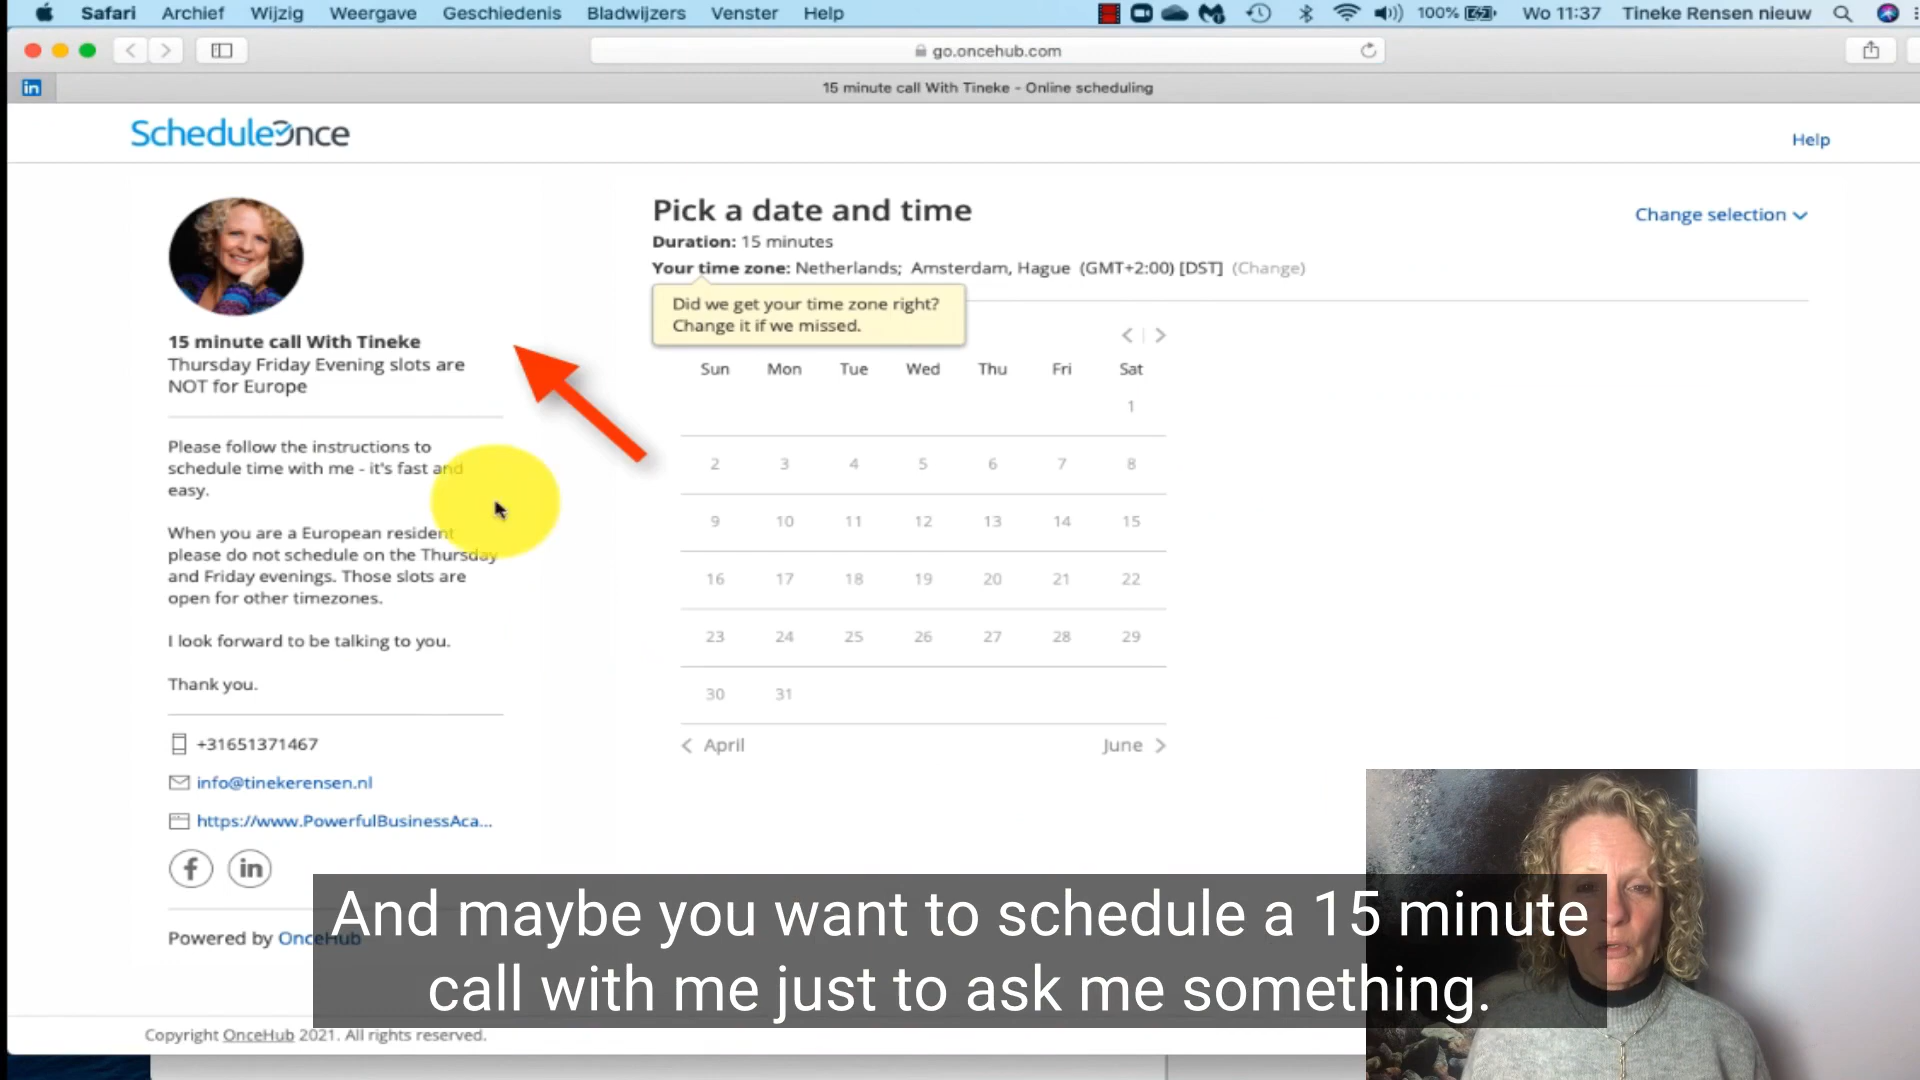 Safari Archief Wijzig Weergave Geschiedenis Bladwijzers Venster Help 100% Wo 11:37 Tineke Rensen nieuw
go.oncehub.com
in 15 minute call With Tineke - Online scheduling
ScheduleOnce
Help
Pick a date and time
Change selection
Duration: 15 minutes
Your time zone: Netherlands; Amsterdam, Hague (GMT+2:00) [DST] (Change)
Did we get your time zone right?
Change it if we missed.
15 minute call With Tineke
Thursday Friday Evening slots are
NOT for Europe
Please follow the instructions to
schedule time with me - it's fast and
easy.
When you are a European resident
please do not schedule on the Thursday
and Friday evenings. Those slots are
open for other timezones.
I look forward to be talking to you.
Thank you.
+31651371467
info@tinekerensen.nl
https://www.PowerfulBusinessAca...
f in
Powered by OnceHub
Sun Mon Tue Wed Thu Fri Sat
1
2 3 4 5 6 7 8
9 10 11 12 13 14 15
16 17 18 19 20 21 22
23 24 25 26 27 28 29
30 31
April June
And maybe you want to schedule a 15 minute
call with me just to ask me something.
Copyright OnceHub 2021. All rights reserved.